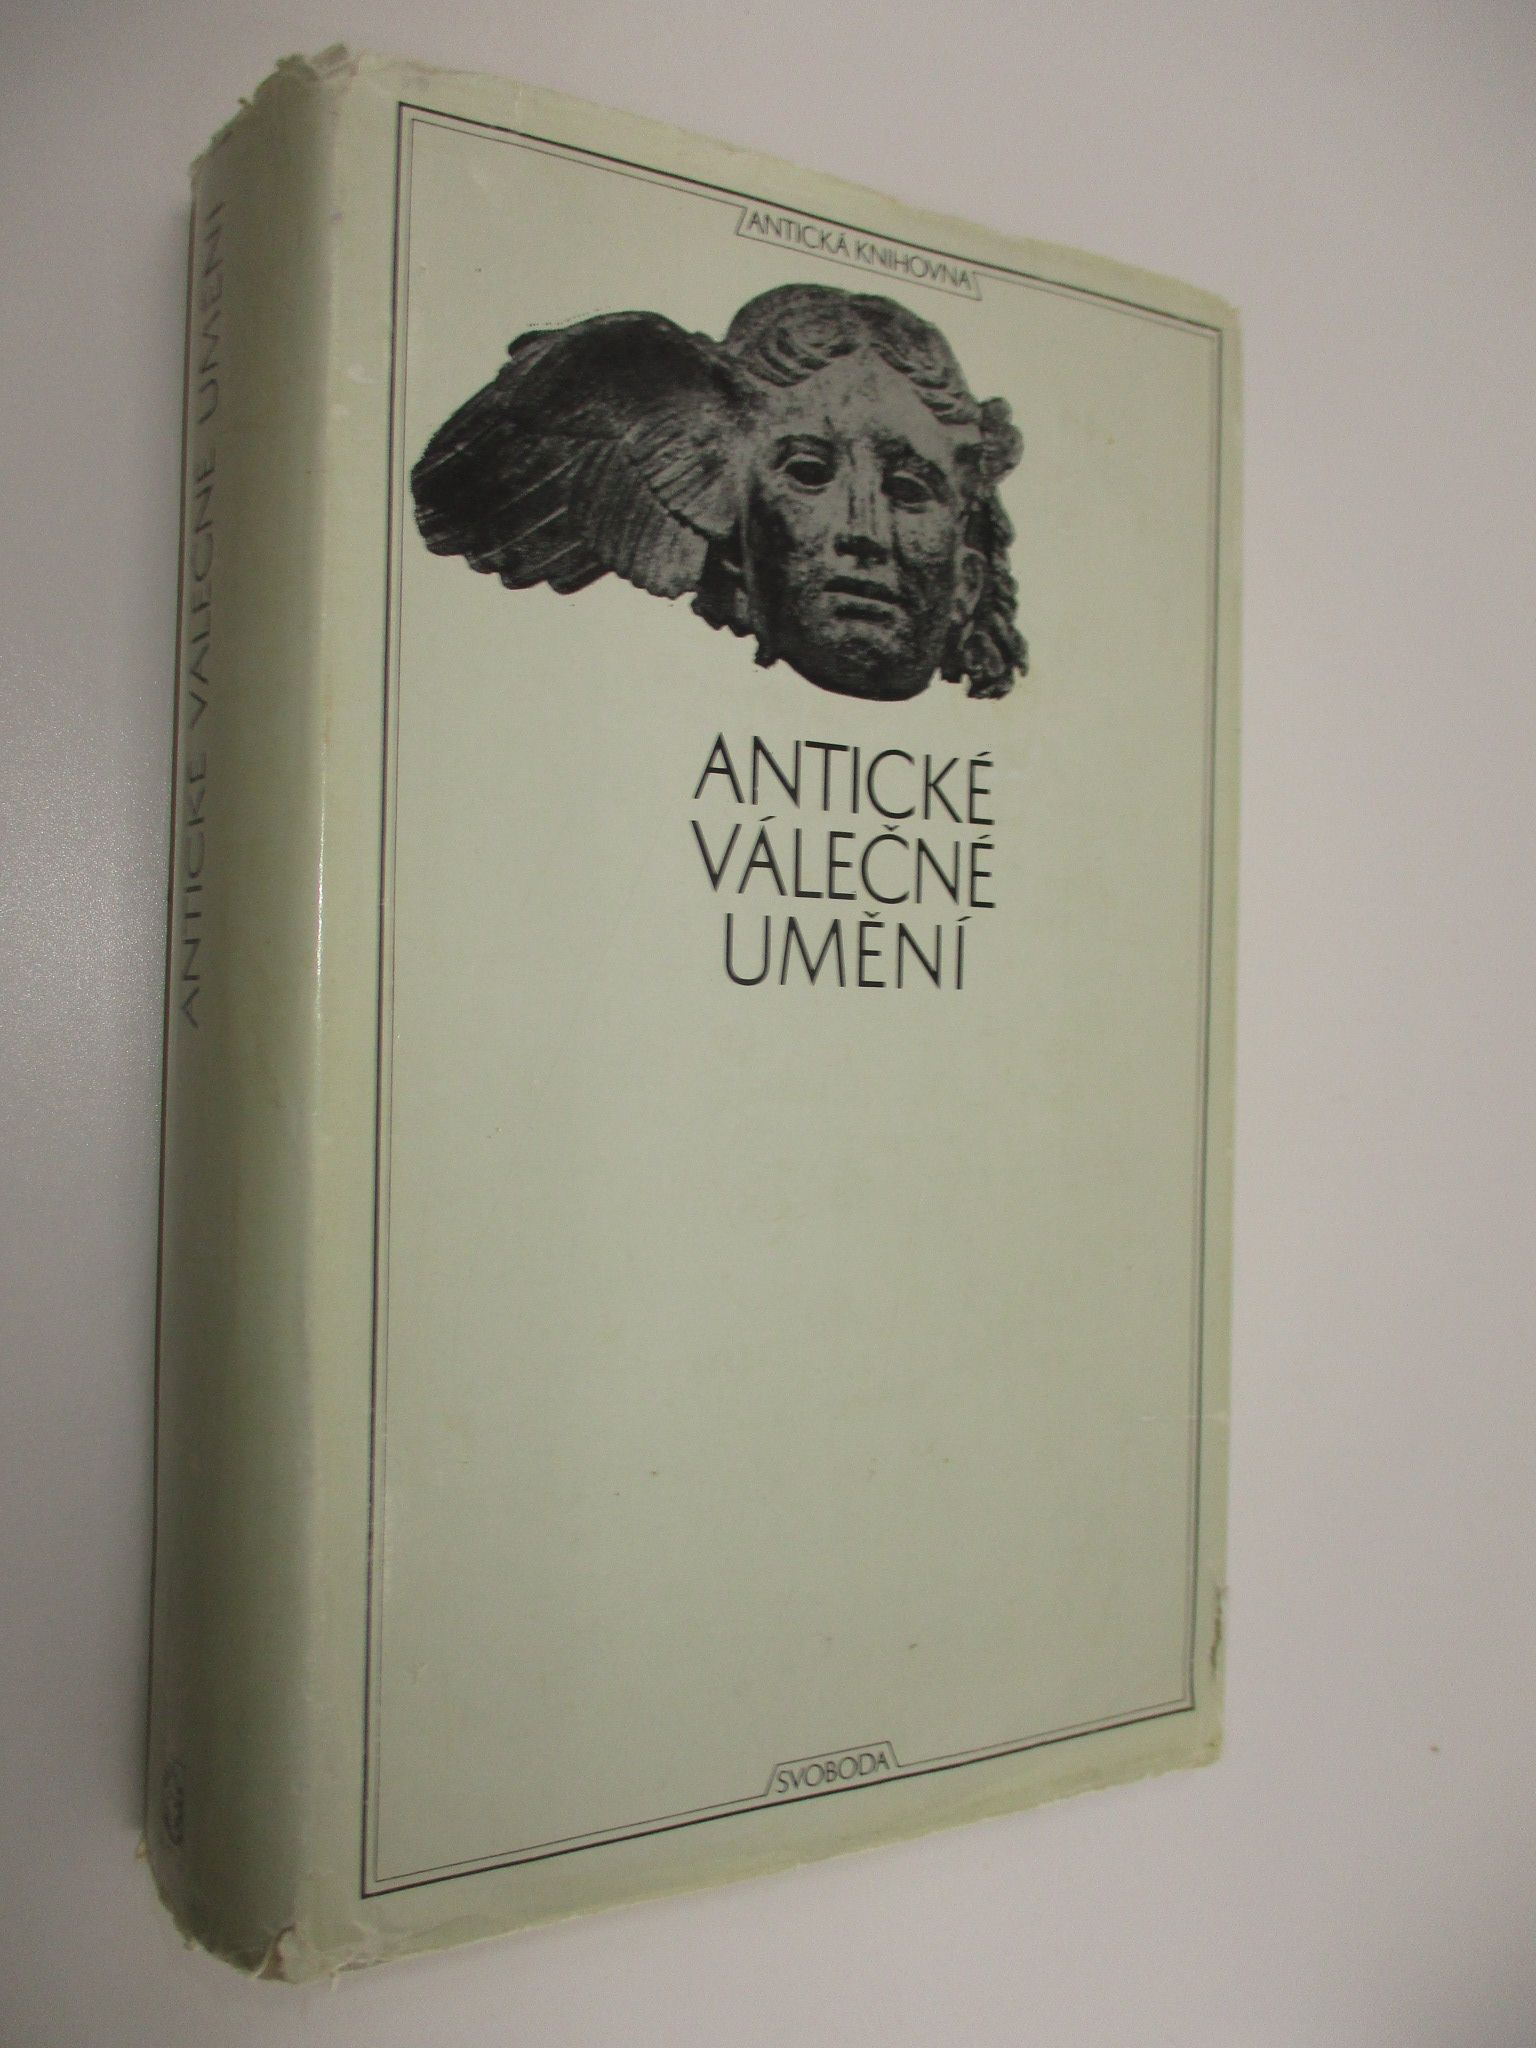 ANTICKÁ KNIHOVNA
ANTICKÉ
VÁLEČNÉ
UMĚNÍ
SVOBODA
ANTICKÉ VÁLEČNÉ UMĚNÍ